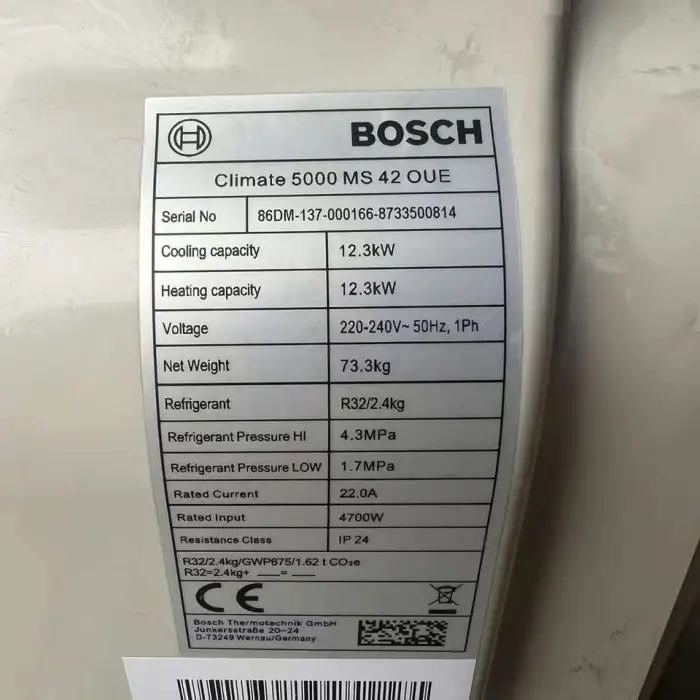 BOSCH
Climate 5000 MS 42 OUE
Serial No 86DM-137-000166-8733500814
Cooling capacity 12.3kW
Heating capacity 12.3kW
Voltage 220-240V~ 50Hz, 1Ph
Net Weight 73.3kg
Refrigerant R32/2.4kg
Refrigerant Pressure HI 4.3MPa
Refrigerant Pressure LOW 1.7MPa
Rated Current 22.0A
Rated Input 4700W
Resistance Class IP 24
R32/2.4kg/GWP675/1.62 t CO₂e
R32=2.4kg+ ___= ___
CE
Bosch Thermotechnik GmbH
Junkersstraße 20-24
D-73249 Wernau/Germany